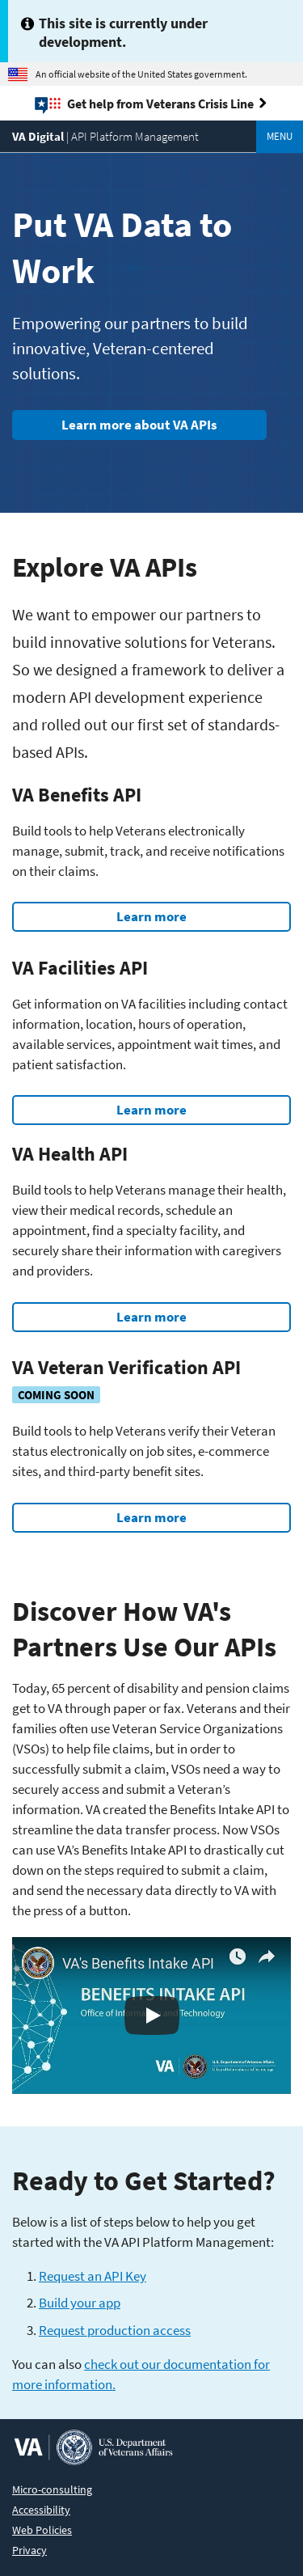 This site is currently under
development.
An official website of the United States government.
Get help from Veterans Crisis Line
VA Digital | API Platform Management
MENU
Put VA Data to
Work
Empowering our partners to build
innovative, Veteran-centered
solutions.
Learn more about VA APIs
Explore VA APIs
We want to empower our partners to
build innovative solutions for Veterans.
So we designed a framework to deliver a
modern API development experience
and rolled out our first set of standards-
based APIs.
VA Benefits API
Build tools to help Veterans electronically
manage, submit, track, and receive notifications
on their claims.
Learn more
VA Facilities API
Get information on VA facilities including contact
information, location, hours of operation,
available services, appointment wait times, and
patient satisfaction.
Learn more
VA Health API
Build tools to help Veterans manage their health,
view their medical records, schedule an
appointment, find a specialty facility, and
securely share their information with caregivers
and providers.
Learn more
VA Veteran Verification API
COMING SOON
Build tools to help Veterans verify their Veteran
status electronically on job sites, e-commerce
sites, and third-party benefit sites.
Learn more
Discover How VA's
Partners Use Our APIs
Today, 65 percent of disability and pension claims
get to VA through paper or fax. Veterans and their
families often use Veteran Service Organizations
(VSOs) to help file claims, but in order to
successfully submit a claim, VSOs need a way to
securely access and submit a Veteran’s
information. VA created the Benefits Intake API to
streamline the data transfer process. Now VSOs
can use VA’s Benefits Intake API to drastically cut
down on the steps required to submit a claim,
and send the necessary data directly to VA with
the press of a button.
VA's Benefits Intake API
BENEFITS INTAKE API
Office of Information and Technology
VA
U.S. Department of Veterans Affairs
Ready to Get Started?
Below is a list of steps below to help you get
started with the VA API Platform Management:
1. Request an API Key
2. Build your app
3. Request production access
You can also check out our documentation for
more information.
VA
U.S. Department
of Veterans Affairs
Micro-consulting
Accessibility
Web Policies
Privacy